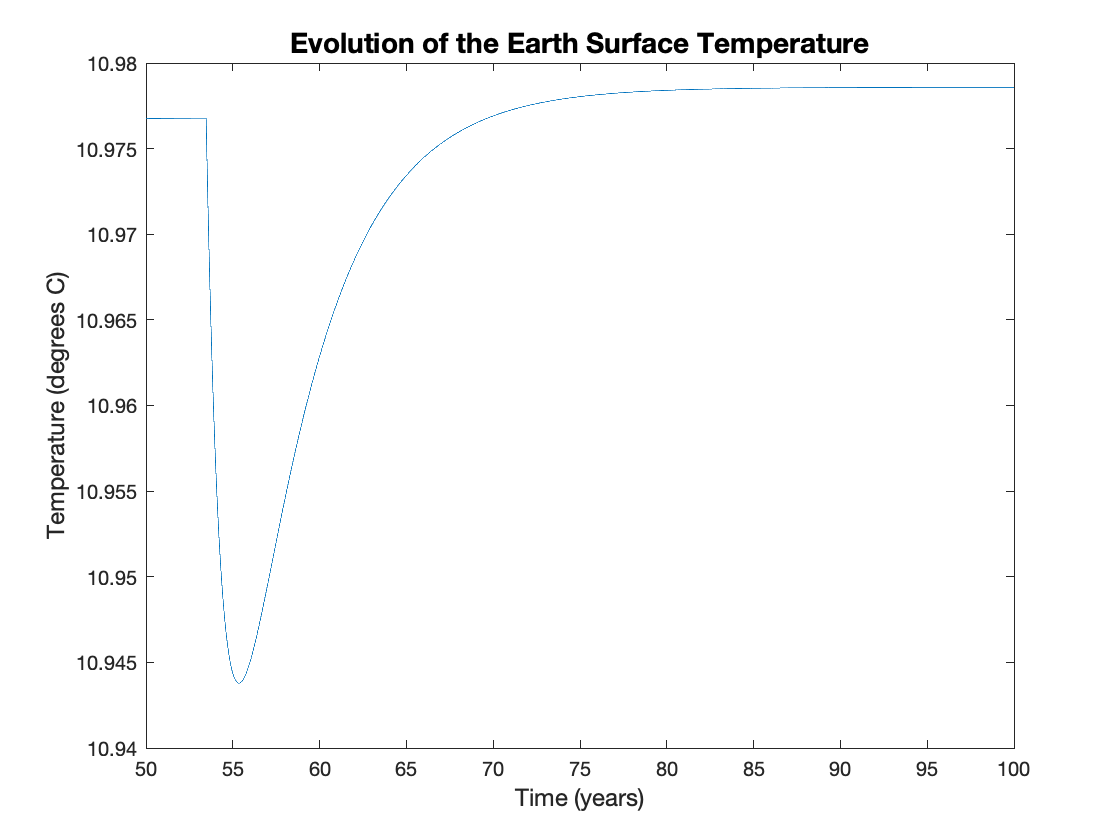 Evolution of the Earth Surface Temperature
10.98
10.975
10.97
10.965
10.96
10.955
10.95
10.945
10.94
Temperature (degrees C)
50 55 60 65 70 75 80 85 90 95 100
Time (years)